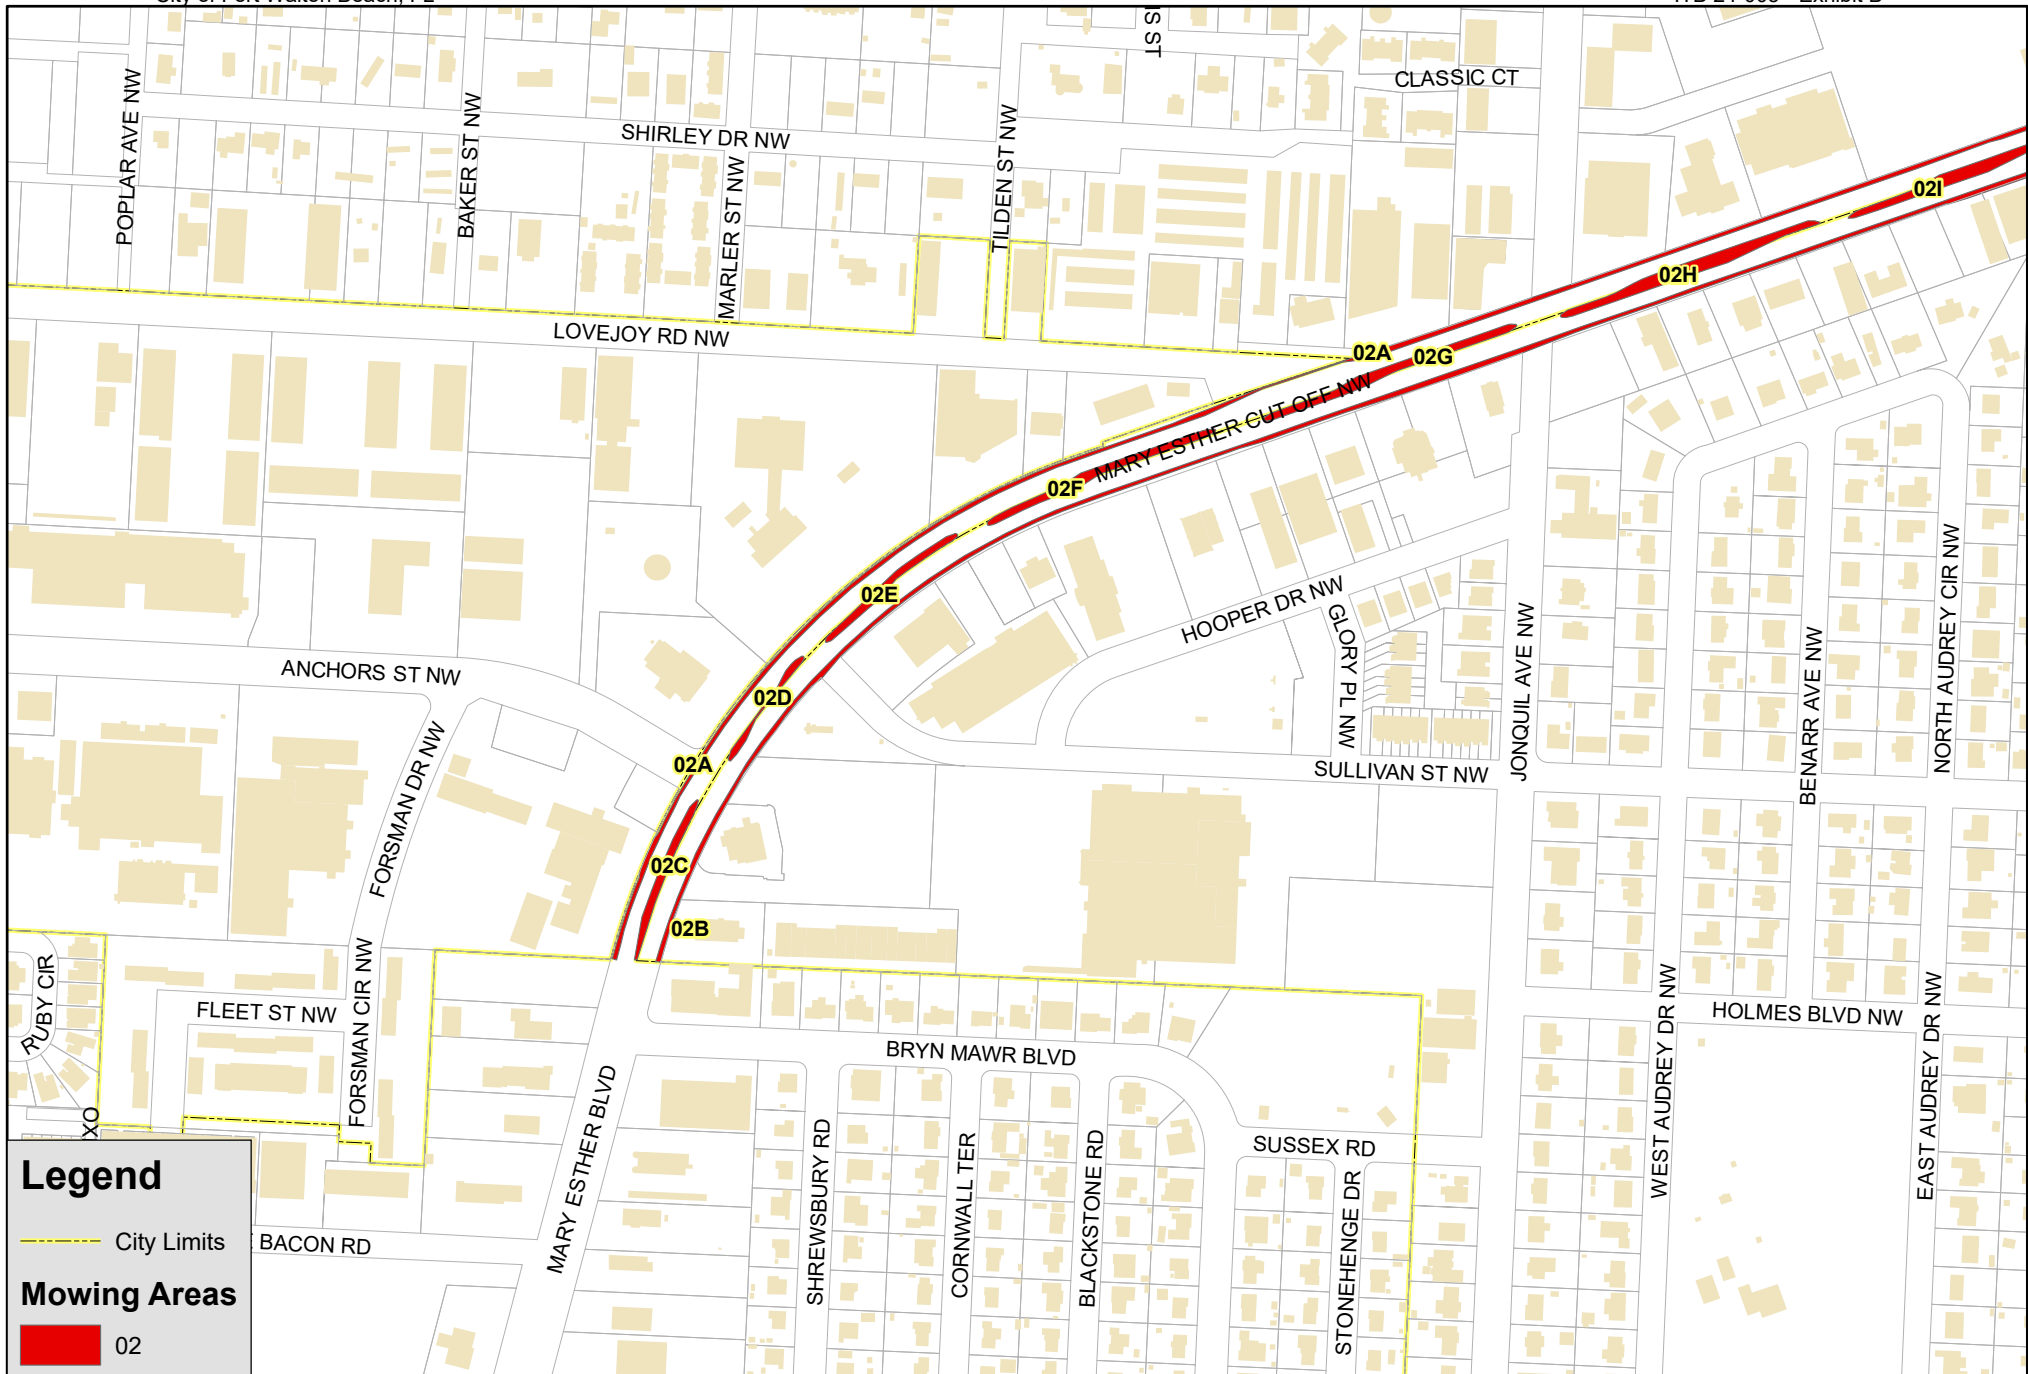 CLASSIC CT
SHIRLEY DR NW
POPLAR AVE NW
BAKER ST NW
MARLER ST NW
TILDEN ST NW
02I
02H
LOVEJOY RD NW
02A
02G
MARY ESTHER CUT OFF NW
02F
02E
HOOPER DR NW
GLORY PL NW
JONQUIL AVE NW
BENARR AVE NW
NORTH AUDREY CIR NW
ANCHORS ST NW
02D
FORSMAN DR NW
02A
SULLIVAN ST NW
02C
02B
RUBY CIR
FLEET ST NW
FORSMAN CIR NW
HOLMES BLVD NW
WEST AUDREY DR NW
EAST AUDREY DR NW
BRYN MAWR BLVD
MARY ESTHER BLVD
SHREWSBURY RD
CORNWALL TER
BLACKSTONE RD
SUSSEX RD
STONEHENGE DR
BACON RD
Legend
City Limits
Mowing Areas
02